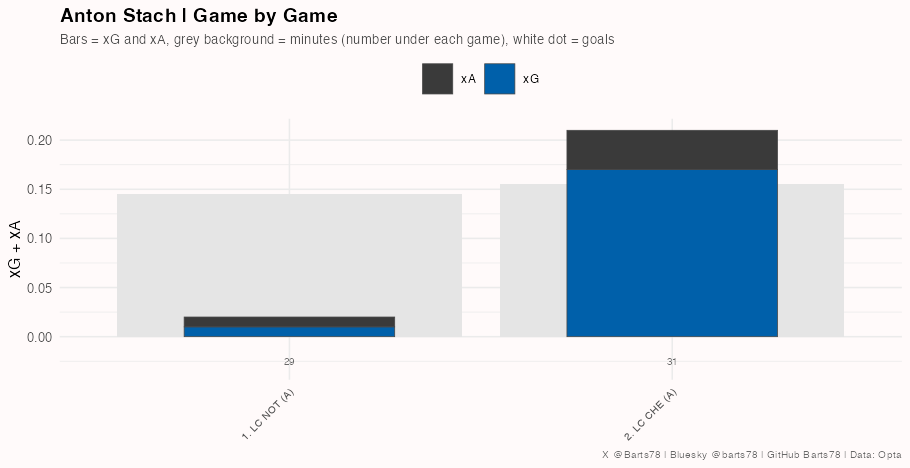 Anton Stach | Game by Game
Bars = xG and xA, grey background = minutes (number under each game), white dot = goals
xA
xG
xG + xA
0.20
0.15
0.10
0.05
0.00
29
31
1. LC NOT (A)
2. LC CHE (A)
X @Barts78 | Bluesky @barts78 | GitHub Barts78 | Data: Opta